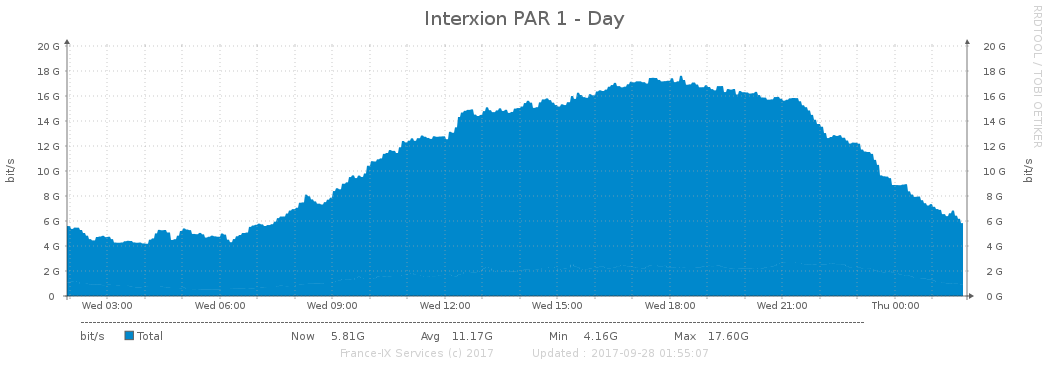 Interxion PAR 1 - Day
RRDTOOL / TOBI OETIKER
20 G 20 G
18 G 18 G
16 G 16 G
14 G 14 G
12 G 12 G
10 G 10 G
8 G 8 G
6 G 6 G
4 G 4 G
2 G 2 G
0 0 G
bit/s bit/s
Wed 03:00 Wed 06:00 Wed 09:00 Wed 12:00 Wed 15:00 Wed 18:00 Wed 21:00 Thu 00:00
bit/s Total Now 5.81G Avg 11.17G Min 4.16G Max 17.60G
France-IX Services (c) 2017 Updated : 2017-09-28 01:55:07